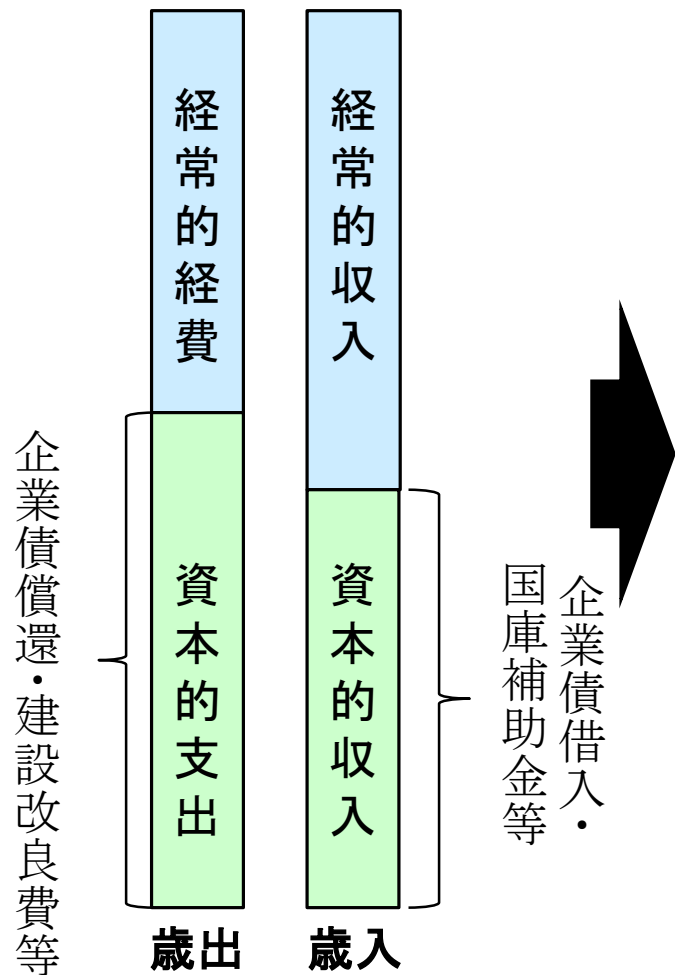 経常的経費
経常的収入
資本的支出
資本的収入
企業債償還・建設改良費等
企業債借入・
国庫補助金等
歳出
歳入